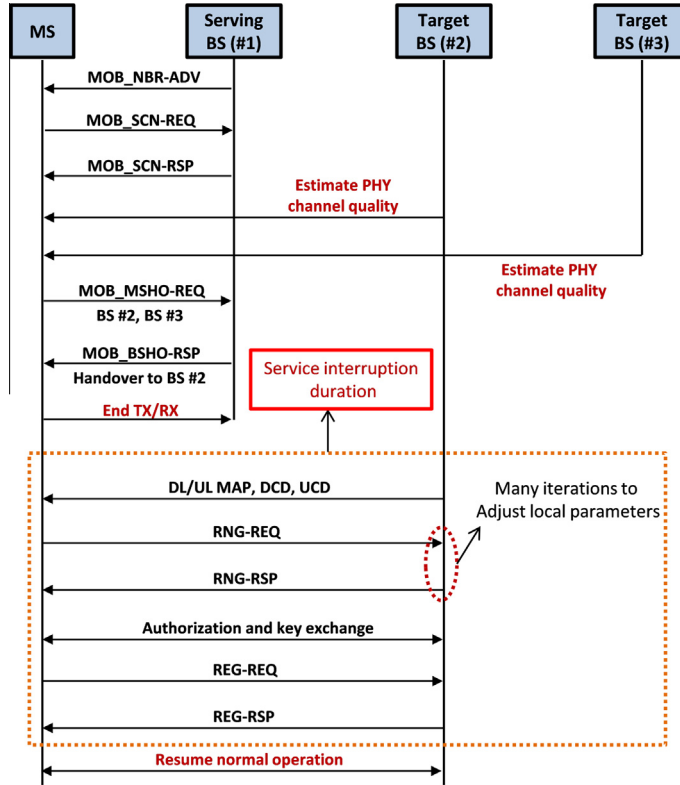 MS
Serving
BS (#1)
Target
BS (#2)
Target
BS (#3)
MOB_NBR-ADV
MOB_SCN-REQ
MOB_SCN-RSP
Estimate PHY
channel quality
Estimate PHY
channel quality
MOB_MSHO-REQ
BS #2, BS #3
MOB_BSHO-RSP
Handover to BS #2
Service interruption
duration
End TX/RX
DL/UL MAP, DCD, UCD
Many iterations to
Adjust local parameters
RNG-REQ
RNG-RSP
Authorization and key exchange
REG-REQ
REG-RSP
Resume normal operation